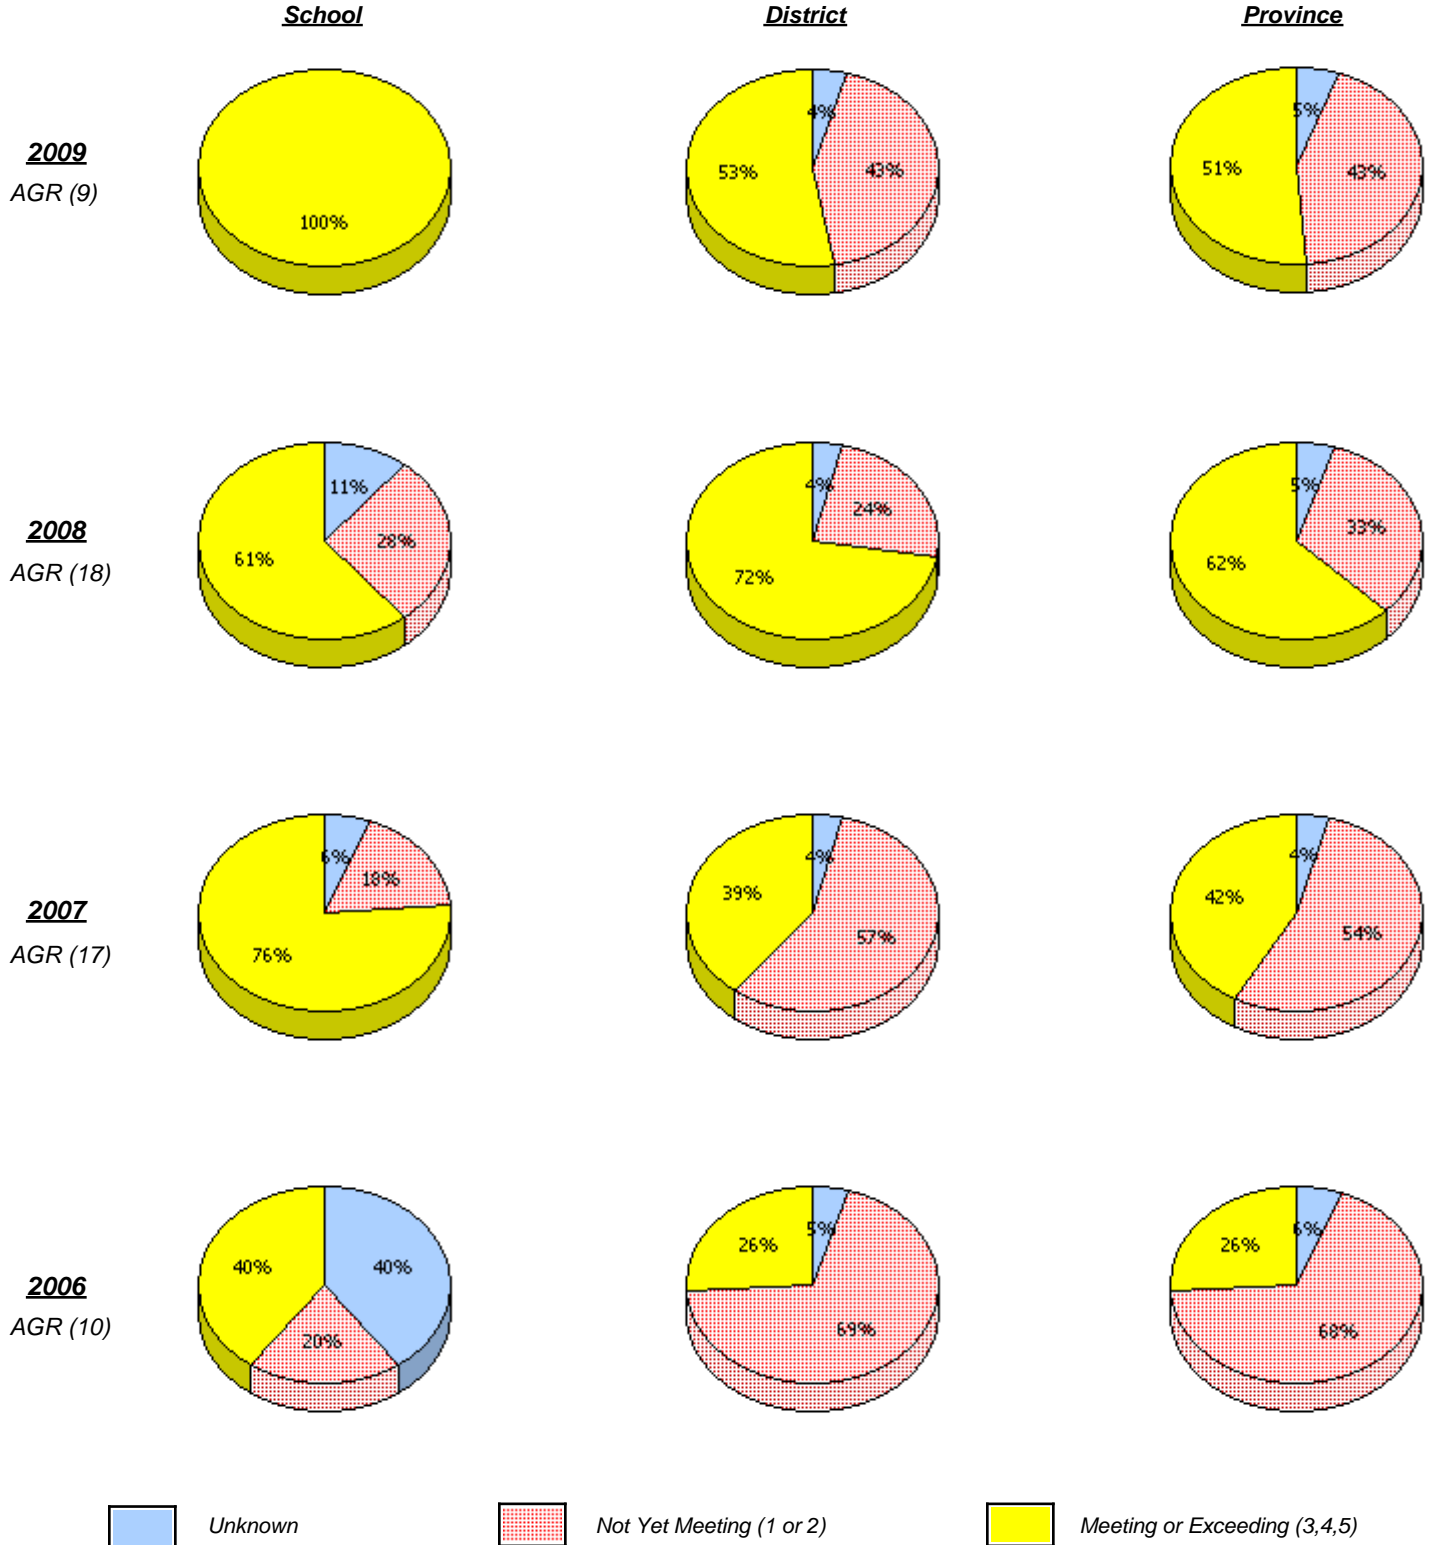 School District Province
2009
AGR (9)
100%
53% 4% 43%
51% 5% 43%
2008
AGR (18)
61% 11% 28%
72% 4% 24%
62% 5% 33%
2007
AGR (17)
76% 6% 18%
39% 4% 57%
42% 4% 54%
2006
AGR (10)
40% 40% 20%
26% 5% 69%
26% 6% 68%
Unknown Not Yet Meeting (1 or 2) Meeting or Exceeding (3,4,5)